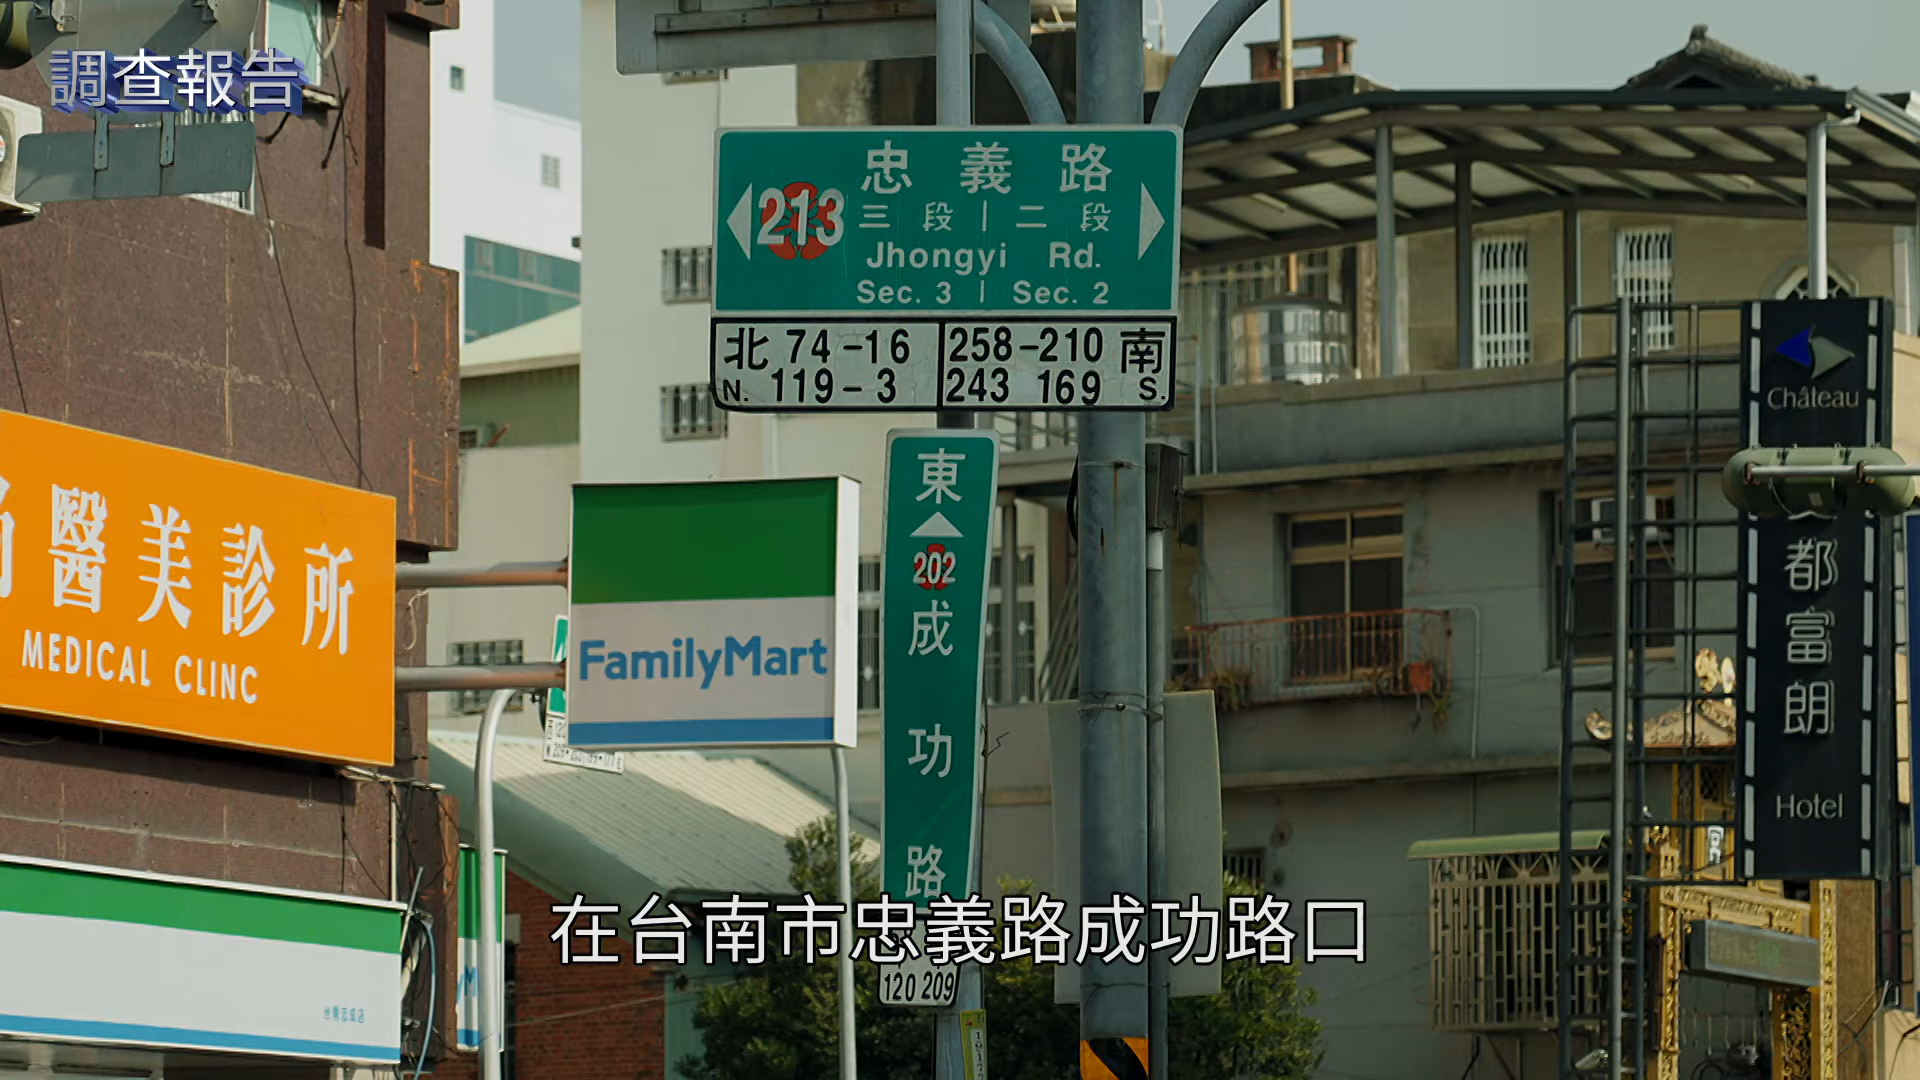 調查報告
忠義路
213
三段 | 二段
Jhongyi Rd.
Sec. 3 | Sec. 2
北 74-16
N. 119-3
258-210 南
243 169 S.
東
202
成功路
120 209
醫美診所
MEDICAL CLINC
FamilyMart
Château
都富朗
Hotel
在台南市忠義路成功路口